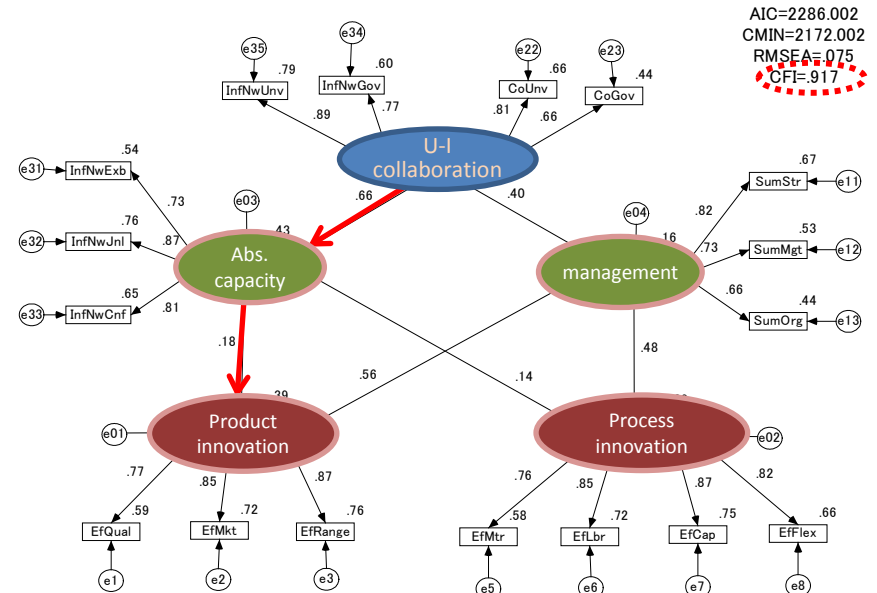 AIC=2286.002
CMIN=2172.002
RMSEA=.075
CFI=.917
e35
e34
e22
e23
.79
.60
.66
.44
InfNwUnv
InfNwGov
CoUnv
CoGov
.89
.77
.81
.66
U-I
collaboration
.54
e31
InfNwExb
.73
.66
.40
.67
SumStr
e11
.82
e03
.43
e04
.16
.76
e32
InfNwJnl
.87
Abs.
capacity
management
.73
.53
SumMgt
e12
.65
e33
InfNwCnf
.81
.66
.44
SumOrg
e13
.18
.56
.14
.48
.39
e01
Product
innovation
Process
innovation
e02
.77
.85
.87
.76
.85
.87
.82
.59
.72
.76
.58
.72
.75
.66
EfQual
EfMkt
EfRange
EfMtr
EfLbr
EfCap
EfFlex
e1
e2
e3
e5
e6
e7
e8